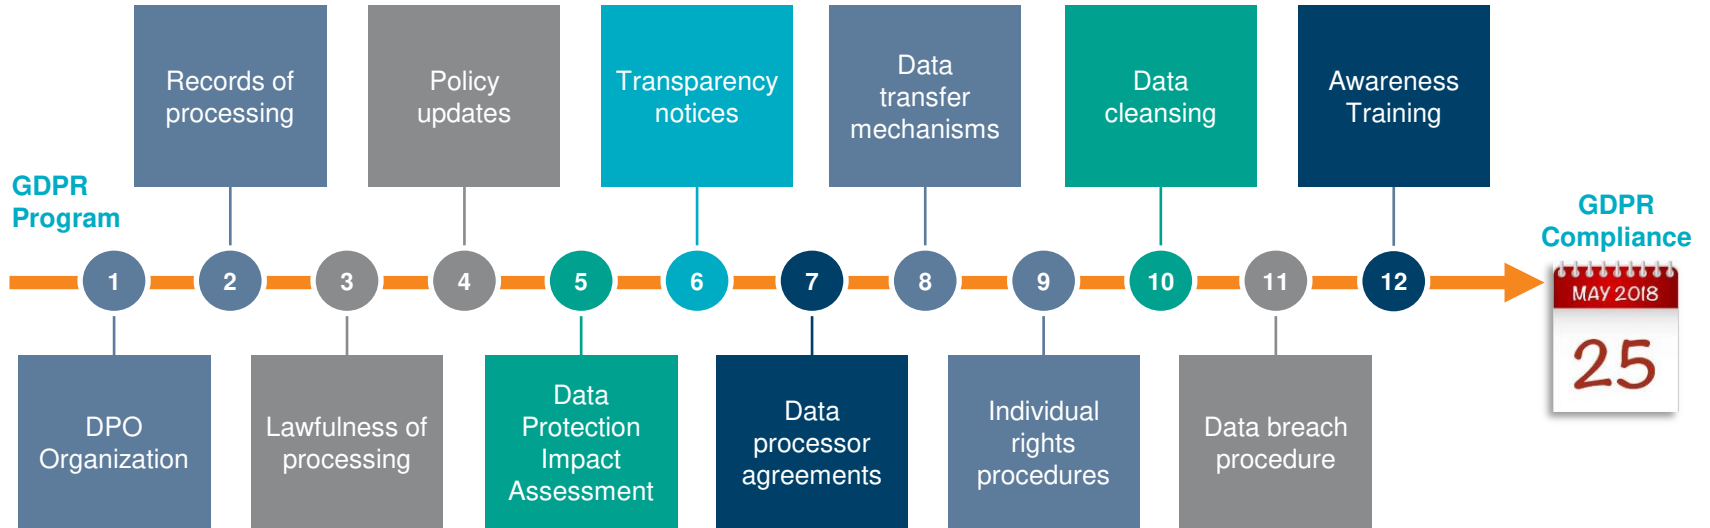 Records of
processing
Policy
updates
Transparency
notices
Data
transfer
mechanisms
Data
cleansing
Awareness
Training
GDPR
Program
GDPR
Compliance
1
2
3
4
5
6
7
8
9
10
11
12
MAY 2018
25
DPO
Organization
Lawfulness of
processing
Data
Protection
Impact
Assessment
Data
processor
agreements
Individual
rights
procedures
Data breach
procedure